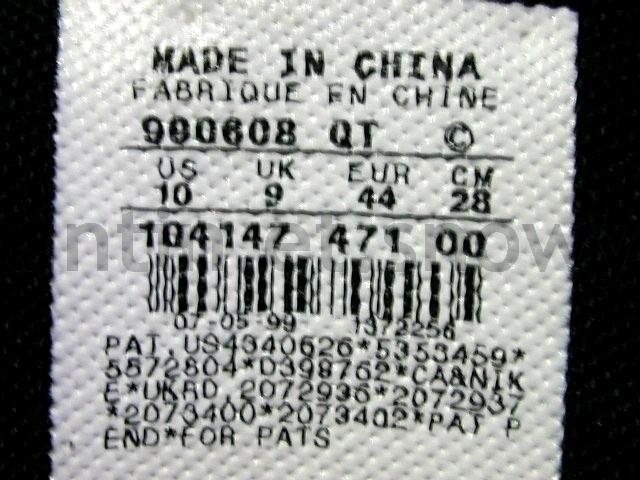 MADE IN CHINA
FABRIQUE EN CHINE
900608 QT ©
US UK EUR CM
10 9 44 28
104147 471 00
07-05-99 1372256
PAT.US4340626*5353459*
5572804*D398762*CA&NIK
E*UKRD.2072936*2072937
*2073400*2073402*PAT P
END*FOR PATS